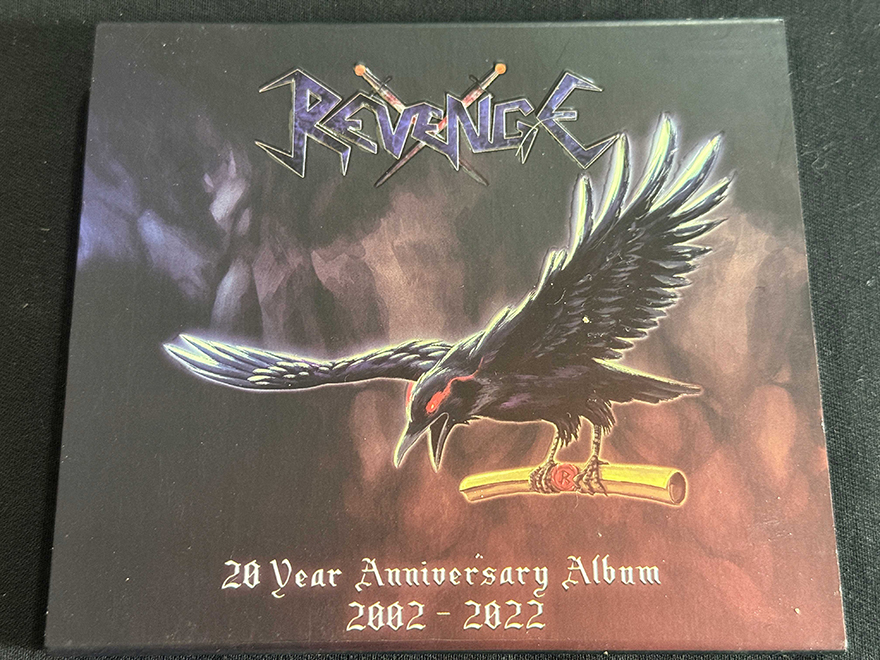 REVENGE
R
20 Year Anniversary Album
2002 - 2022